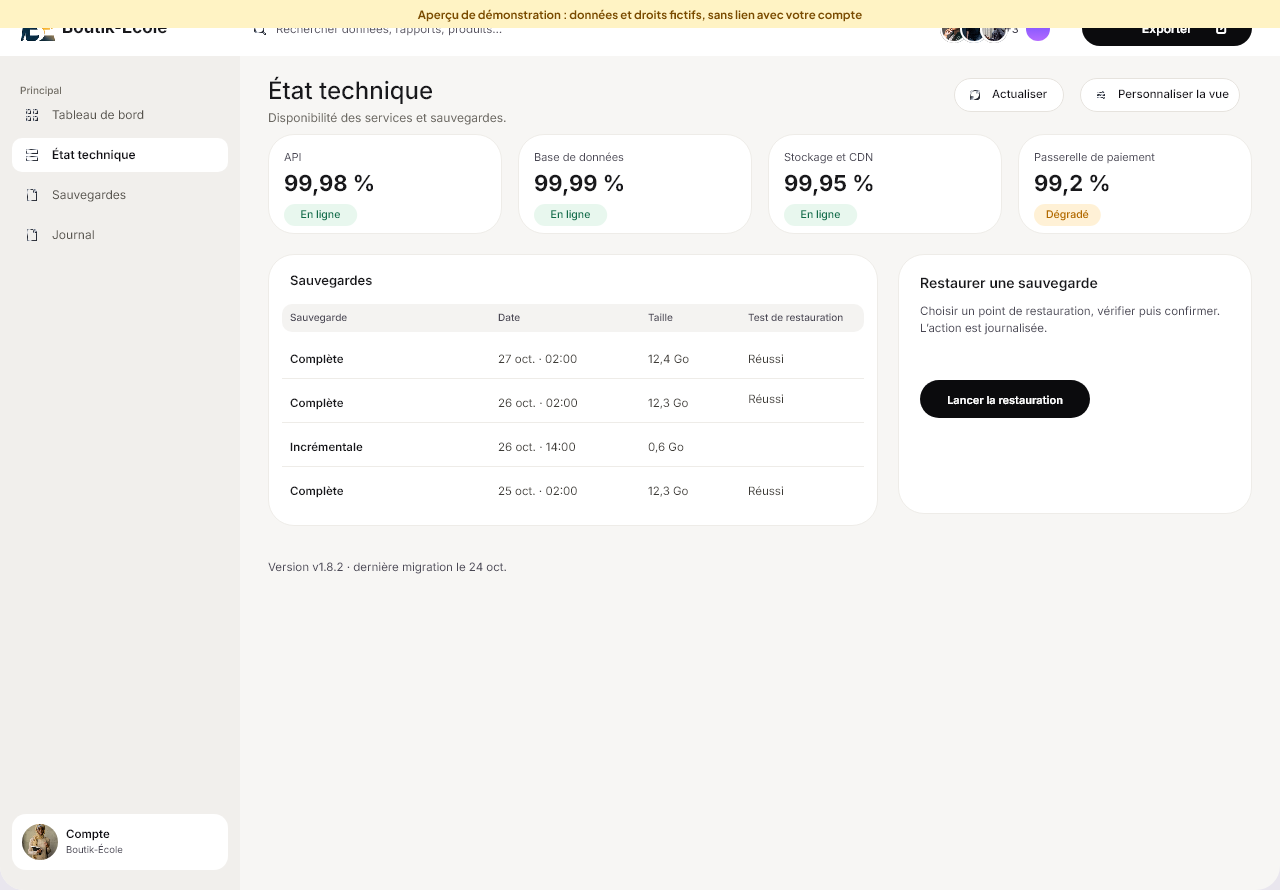 Aperçu de démonstration : données et droits fictifs, sans lien avec votre compte
Boutik-École
Rechercher données, rapports, produits...
+3
Exporter
Principal
Tableau de bord
État technique
Sauvegardes
Journal
État technique
Disponibilité des services et sauvegardes.
Actualiser
Personnaliser la vue
API
99,98 %
En ligne
Base de données
99,99 %
En ligne
Stockage et CDN
99,95 %
En ligne
Passerelle de paiement
99,2 %
Dégradé
Sauvegardes
Sauvegarde Date Taille Test de restauration
Complète 27 oct. · 02:00 12,4 Go Réussi
Complète 26 oct. · 02:00 12,3 Go Réussi
Incrémentale 26 oct. · 14:00 0,6 Go
Complète 25 oct. · 02:00 12,3 Go Réussi
Restaurer une sauvegarde
Choisir un point de restauration, vérifier puis confirmer.
L’action est journalisée.
Lancer la restauration
Version v1.8.2 · dernière migration le 24 oct.
Compte
Boutik-École